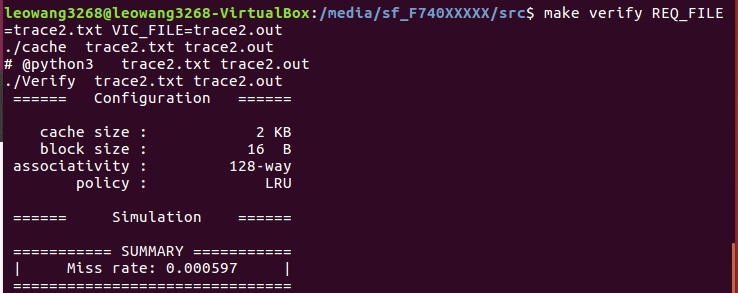 leowang3268@leowang3268-VirtualBox:/media/sf_F740XXXXX/src$ make verify REQ_FILE
=trace2.txt VIC_FILE=trace2.out
./cache  trace2.txt trace2.out
# @python3   trace2.txt trace2.out
./Verify  trace2.txt trace2.out
 ======   Configuration   ======
    cache size :            2 KB
    block size :           16  B
 associativity :         128-way
        policy :             LRU
 ======     Simulation    ======
 =========== SUMMARY ===========
 |     Miss rate: 0.000597     |
 ===============================